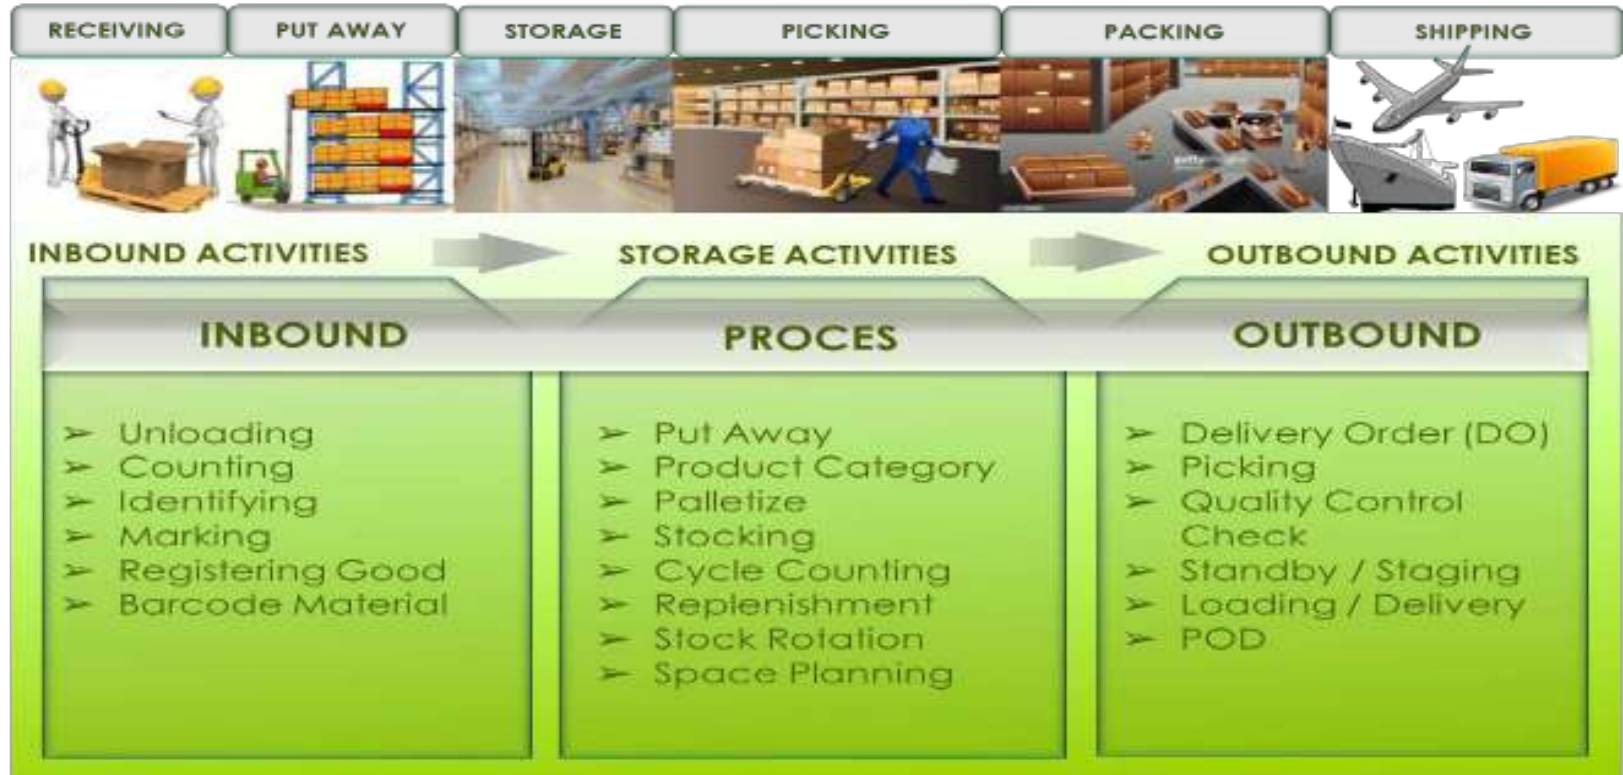 RECEIVING
PUT AWAY
STORAGE
PICKING
PACKING
SHIPPING
INBOUND ACTIVITIES
STORAGE ACTIVITIES
OUTBOUND ACTIVITIES
INBOUND
PROCES
OUTBOUND
➢ Unloading
➢ Counting
➢ Identifying
➢ Marking
➢ Registering Good
➢ Barcode Material
➢ Put Away
➢ Product Category
➢ Palletize
➢ Stocking
➢ Cycle Counting
➢ Replenishment
➢ Stock Rotation
➢ Space Planning
➢ Delivery Order (DO)
➢ Picking
➢ Quality Control
Check
➢ Standby / Staging
➢ Loading / Delivery
➢ POD